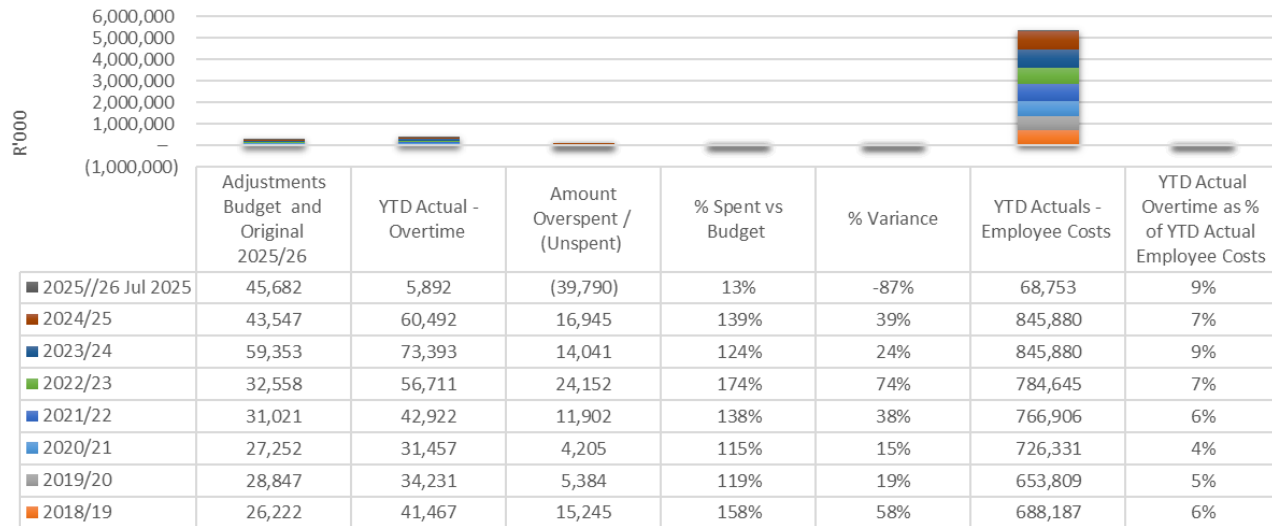 6,000,000
5,000,000
4,000,000
3,000,000
2,000,000
1,000,000
–
(1,000,000)
R'000
Adjustments Budget and Original 2025/26 YTD Actual - Overtime Amount Overspent / (Unspent) % Spent vs Budget % Variance YTD Actuals - Employee Costs YTD Actual Overtime as % of YTD Actual Employee Costs
2025//26 Jul 2025 45,682 5,892 (39,790) 13% -87% 68,753 9%
2024/25 43,547 60,492 16,945 139% 39% 845,880 7%
2023/24 59,353 73,393 14,041 124% 24% 845,880 9%
2022/23 32,558 56,711 24,152 174% 74% 784,645 7%
2021/22 31,021 42,922 11,902 138% 38% 766,906 6%
2020/21 27,252 31,457 4,205 115% 15% 726,331 4%
2019/20 28,847 34,231 5,384 119% 19% 653,809 5%
2018/19 26,222 41,467 15,245 158% 58% 688,187 6%